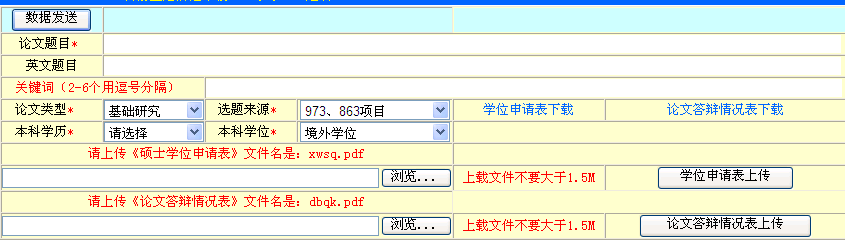 数据发送
论文题目*
英文题目
关键词（2-6个用逗号分隔）
论文类型* 基础研究 选题来源* 973、863项目 学位申请表下载 论文答辩情况表下载
本科学历* 请选择 本科学位* 境外学位
请上传《硕士学位申请表》文件名是：xwsq.pdf
浏览... 上载文件不要大于1.5M 学位申请表上传
请上传《论文答辩情况表》文件名是：dbqk.pdf
浏览... 上载文件不要大于1.5M 论文答辩情况表上传